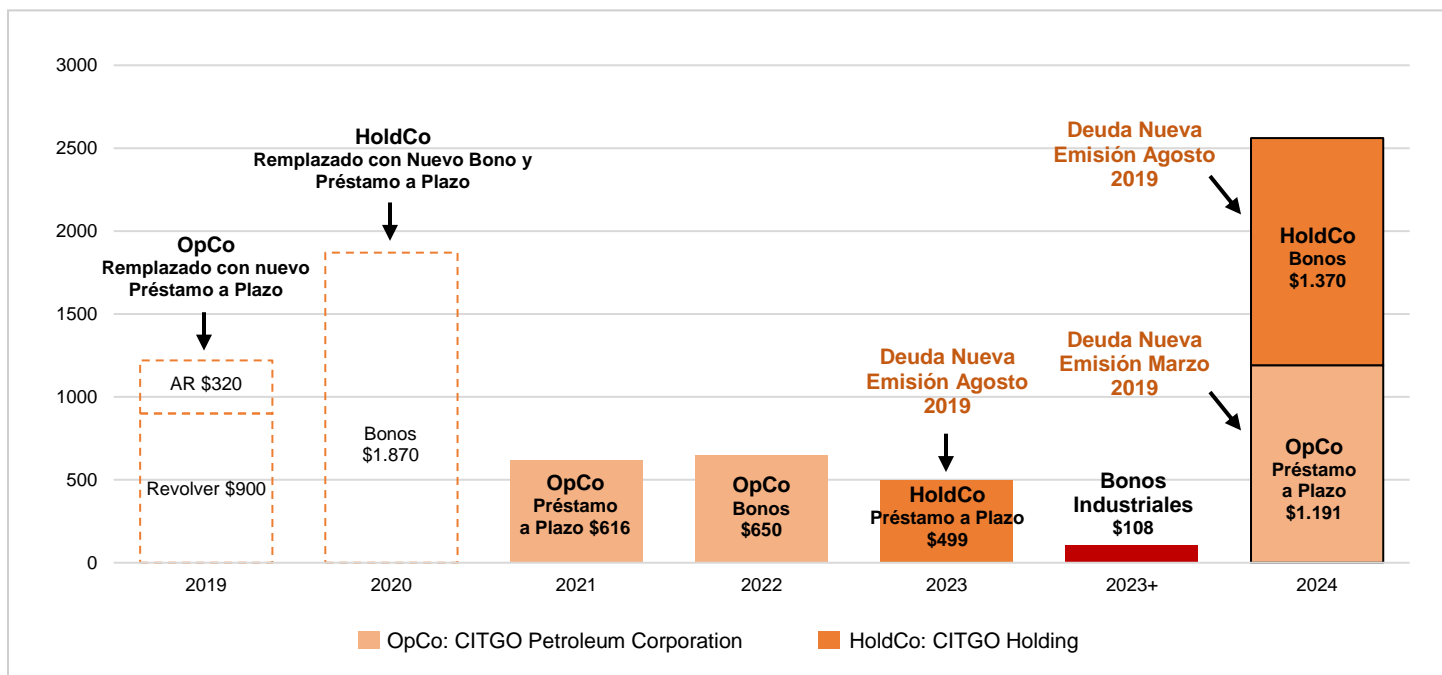 3000
2500
2000
1500
1000
500
0
OpCo
Remplazado con nuevo
Préstamo a Plazo
AR $320
Revolver $900
HoldCo
Remplazado con Nuevo Bono y
Préstamo a Plazo
Bonos
$1.870
OpCo
Préstamo
a Plazo $616
OpCo
Bonos
$650
Deuda Nueva
Emisión Agosto
2019
HoldCo
Préstamo a Plazo
$499
Bonos
Industriales
$108
Deuda Nueva
Emisión Agosto
2019
HoldCo
Bonos
$1.370
Deuda Nueva
Emisión Marzo
2019
OpCo
Préstamo
a Plazo
$1.191
2019
2020
2021
2022
2023
2023+
2024
OpCo: CITGO Petroleum Corporation
HoldCo: CITGO Holding